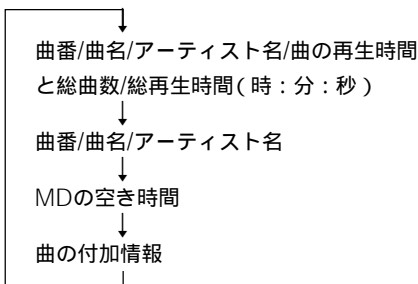 曲番/曲名/アーティスト名/曲の再生時間
と総曲数/総再生時間(時：分：秒)
曲番/曲名/アーティスト名
MDの空き時間
曲の付加情報